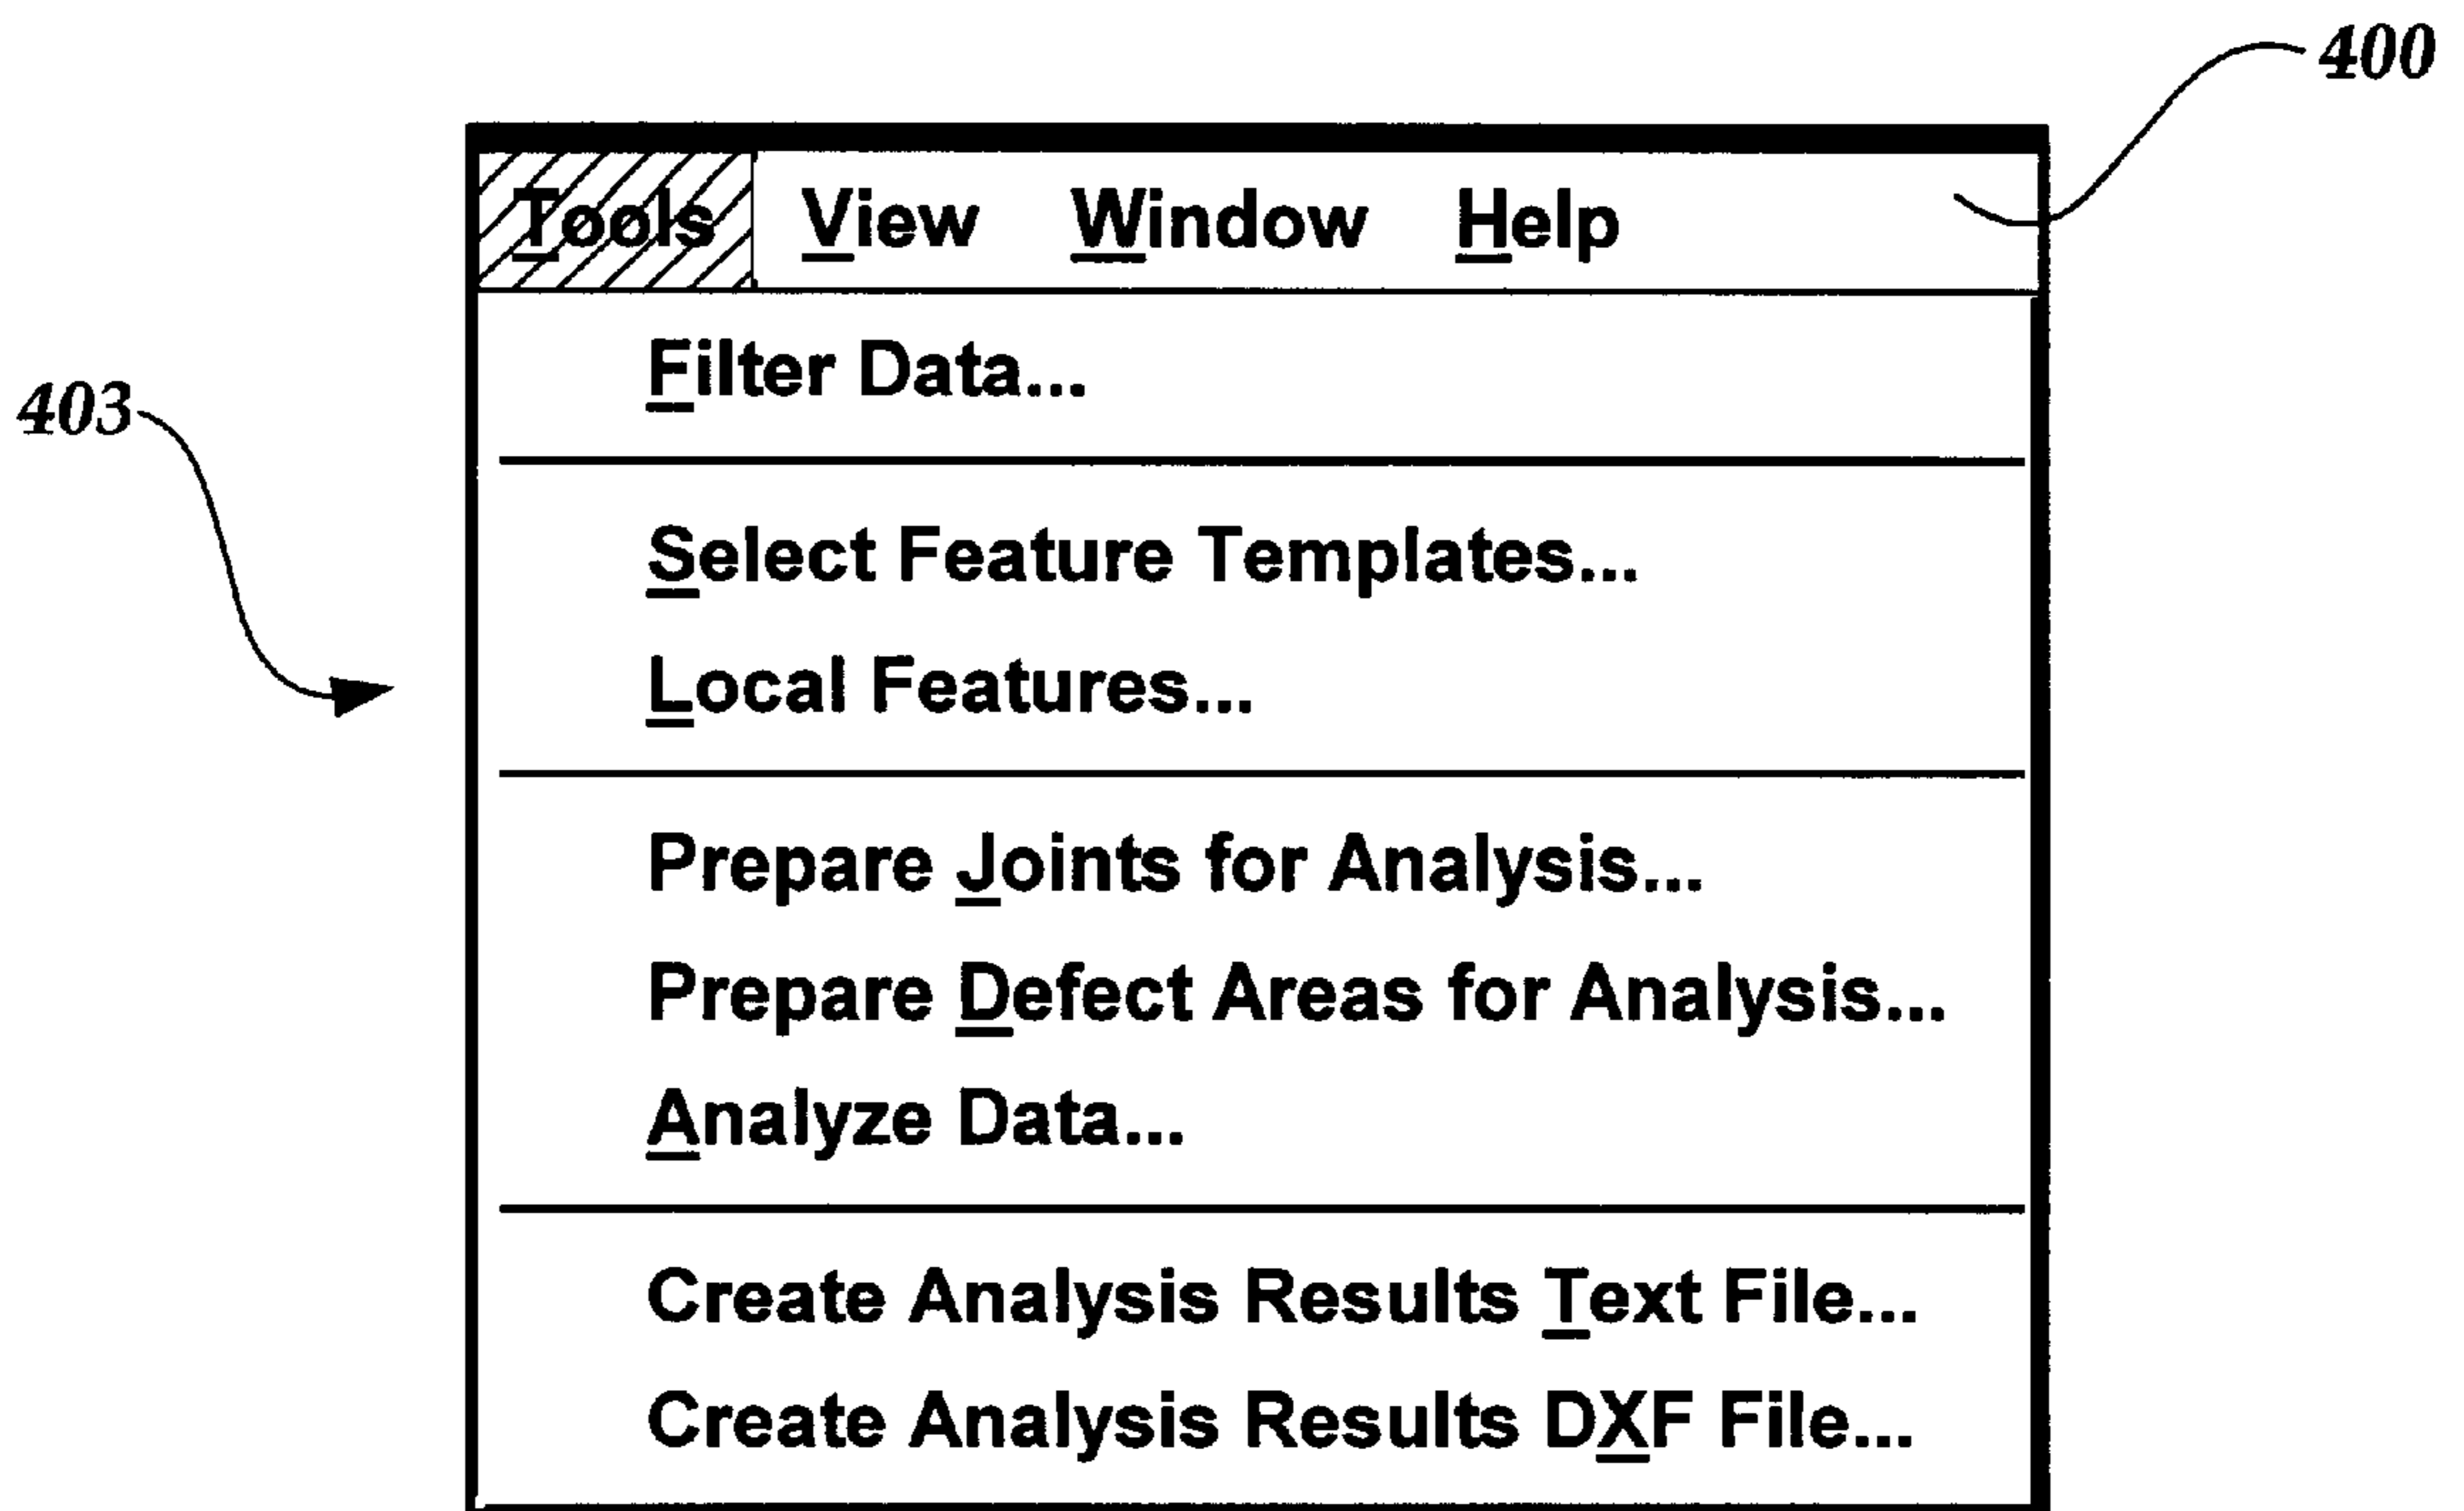 400
Tools View Window Help
Filter Data...
403
Select Feature Templates...
Local Features...
Prepare Joints for Analysis...
Prepare Defect Areas for Analysis...
Analyze Data...
Create Analysis Results Text File...
Create Analysis Results DXF File...